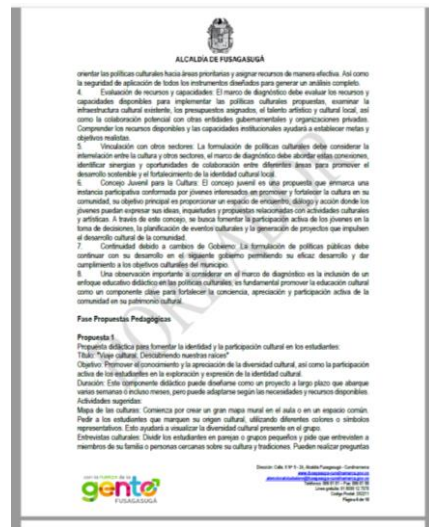 ALCALDÍA DE FUSAGASUGÁ
orientar las políticas culturales hacia áreas prioritarias y asignar recursos de manera efectiva. Así como
la seguridad de aplicación de todos los instrumentos diseñados para generar un análisis completo.
4. Evaluación de recursos y capacidades: El marco de diagnóstico debe evaluar los recursos y
capacidades disponibles para implementar las políticas culturales propuestas, examinar la
infraestructura cultural existente, los presupuestos asignados, el talento artístico y cultural local, así
como la colaboración potencial con otras entidades gubernamentales y organizaciones privadas.
Comprender los recursos disponibles y las capacidades institucionales ayudará a establecer metas y
objetivos realistas.
5. Vinculación con otros sectores: La formulación de políticas culturales debe considerar la
interrelación entre la cultura y otros sectores, el marco de diagnóstico debe abordar estas conexiones,
identificar sinergias y oportunidades de colaboración entre diferentes áreas para promover el
desarrollo sostenible y el fortalecimiento de la identidad cultural local.
6. Concejo Juvenil para la Cultura: El concejo juvenil es una propuesta que enmarca una
instancia participativa conformada por jóvenes interesados en promover y fortalecer la cultura en su
comunidad, su objetivo principal es proporcionar un espacio de encuentro, diálogo y acción donde los
jóvenes puedan expresar sus ideas, inquietudes y propuestas relacionadas con actividades culturales
y artísticas. A través de este concejo, se busca fomentar la participación activa de los jóvenes en la
toma de decisiones, la planificación de eventos culturales y la generación de proyectos que impulsen
el desarrollo cultural de la comunidad.
7. Continuidad debido a cambios de Gobierno: La formulación de políticas públicas debe
continuar con su desarrollo en el siguiente gobierno permitiendo su eficaz desarrollo y dar
cumplimiento a los objetivos culturales del municipio.
8. Una observación importante a considerar en el marco de diagnóstico es la inclusión de un
enfoque educativo didáctico en las políticas culturales, es fundamental promover la educación cultural
como un componente clave para fortalecer la conciencia, apreciación y participación activa de la
comunidad en su patrimonio cultural.
Fase Propuestas Pedagógicas
Propuesta 1
Propuesta didáctica para fomentar la identidad y la participación cultural en los estudiantes:
Título: "Viaje cultural: Descubriendo nuestras raíces"
Objetivo: Promover el conocimiento y la apreciación de la diversidad cultural, así como la participación
activa de los estudiantes en la exploración y expresión de la identidad cultural.
Duración: Este componente didáctico puede diseñarse como un proyecto a largo plazo que abarque
varias semanas o incluso meses, pero puede adaptarse según las necesidades y recursos disponibles.
Actividades sugeridas:
Mapa de las culturas: Comienza por crear un gran mapa mural en el aula o en un espacio común.
Pedir a los estudiantes que marquen su origen cultural, utilizando diferentes colores o símbolos
representativos. Esto ayudará a visualizar la diversidad cultural presente en el grupo.
Entrevistas culturales: Dividir los estudiantes en parejas o grupos pequeños y pide que entrevisten a
miembros de su familia o personas cercanas sobre su cultura y tradiciones. Pueden realizar preguntas
gente
FUSAGASUGÁ